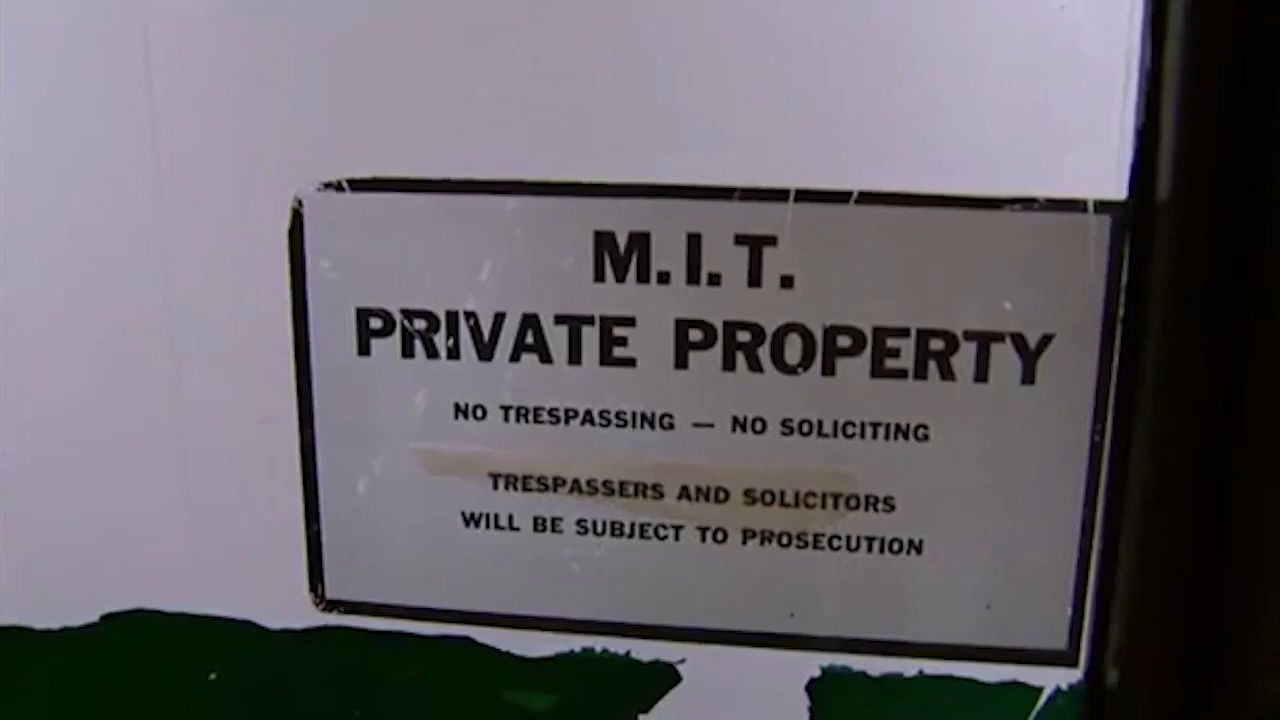 M.I.T.
PRIVATE PROPERTY
NO TRESPASSING — NO SOLICITING
TRESPASSERS AND SOLICITORS
WILL BE SUBJECT TO PROSECUTION